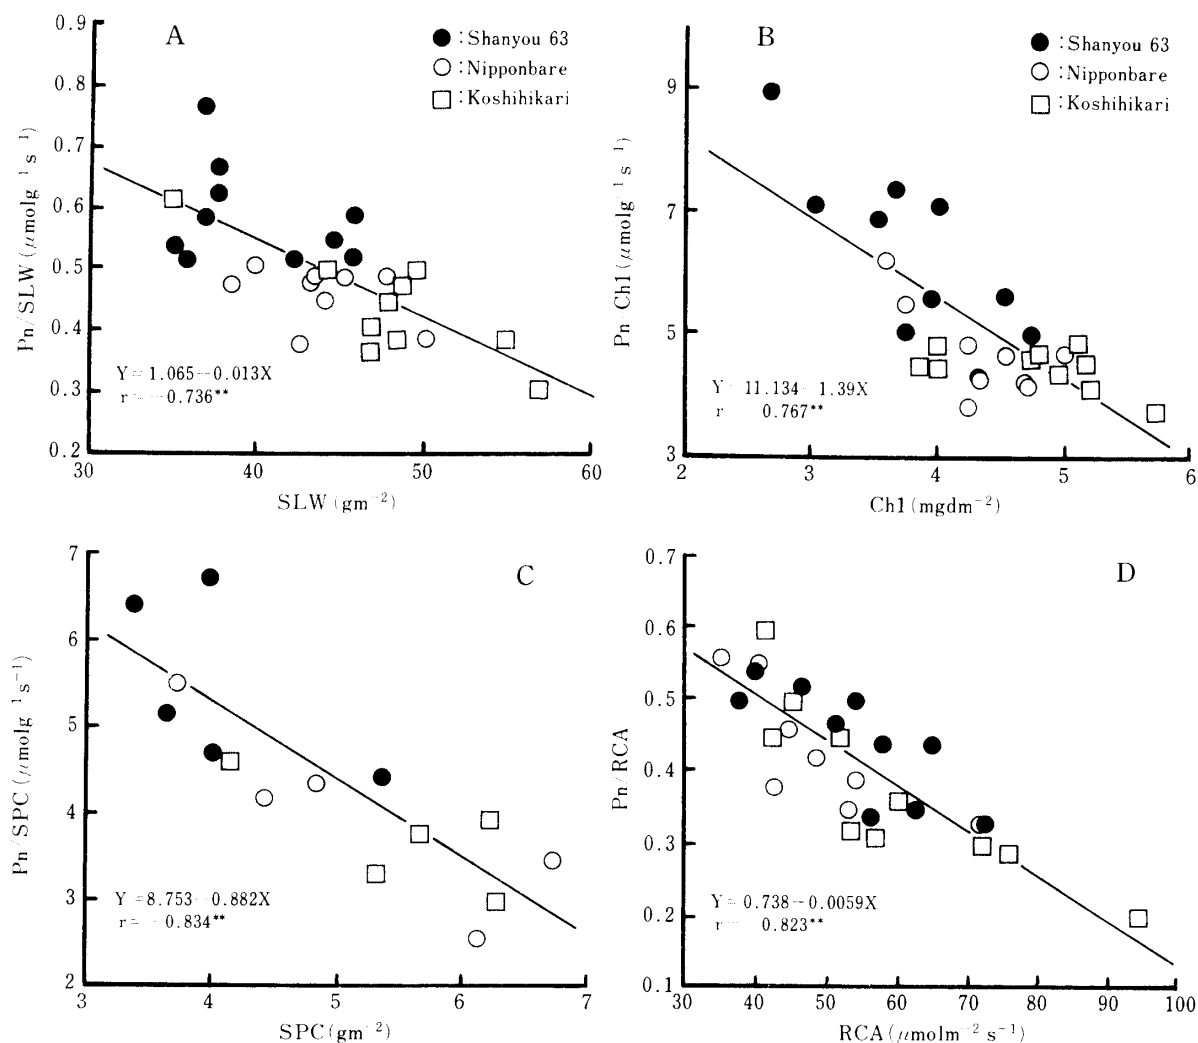 A
0.9
0.8
0.7
0.6
0.5
0.4
0.3
0.2
Pn/SLW (μmolg⁻¹s⁻¹)
●:Shanyou 63
○:Nipponbare
□:Koshihikari
Y=1.065-0.013X
r=-0.736**
30 40 50 60
SLW (gm⁻²)
B
9
7
5
3
Pn/Chl (μmolg⁻¹s⁻¹)
●:Shanyou 63
○:Nipponbare
□:Koshihikari
Y=11.134-1.39X
r 0.767**
2 3 4 5 6
Chl (mgdm⁻²)
C
7
6
5
4
3
2
Pn/SPC (μmolg⁻¹s⁻¹)
Y=8.753-0.882X
r=-0.834**
3 4 5 6 7
SPC (gm⁻²)
D
0.7
0.6
0.5
0.4
0.3
0.2
0.1
Pn/RCA
Y=0.738-0.0059X
r=-0.823**
30 40 50 60 70 80 90 100
RCA (μmolm⁻²s⁻¹)